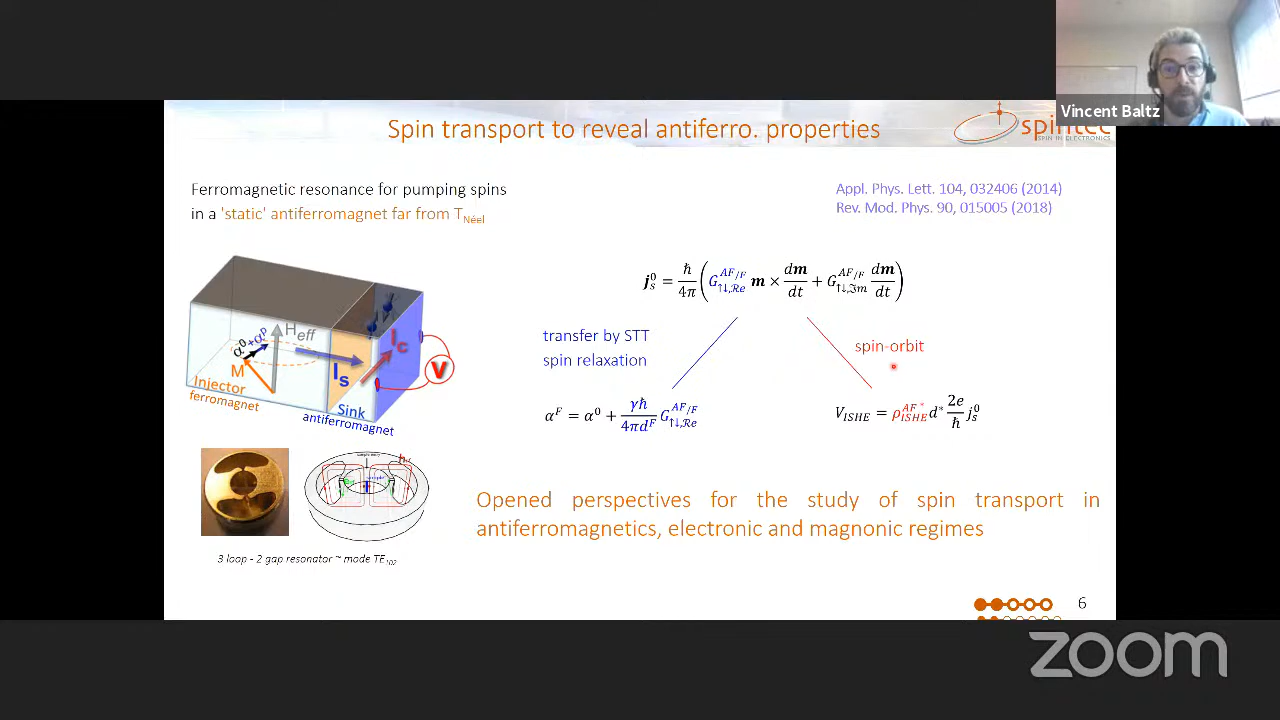 Vincent Baltz
Spin transport to reveal antiferro. properties
spintec
SPIN IN ELECTRONICS
Ferromagnetic resonance for pumping spins
in a 'static' antiferromagnet far from T_Néel
Appl. Phys. Lett. 104, 032406 (2014)
Rev. Mod. Phys. 90, 015005 (2018)
j_s^0 = ħ/4π (G_↑↓,ℛe^AF/F m × dm/dt + G_↑↓,ℑm^AF/F dm/dt)
transfer by STT
spin relaxation
spin-orbit
α^F = α^0 + γħ/4πd^F G_↑↓,ℛe^AF/F
V_ISHE = ρ_ISHE^AF* d* 2e/ħ j_s^0
H_eff
α^0+α^p
M
I_s
I_c
V
Injector
ferromagnet
Sink
antiferromagnet
3 loop - 2 gap resonator ~ mode TE_102
Opened perspectives for the study of spin transport in
antiferromagnetics, electronic and magnonic regimes
6
zoom